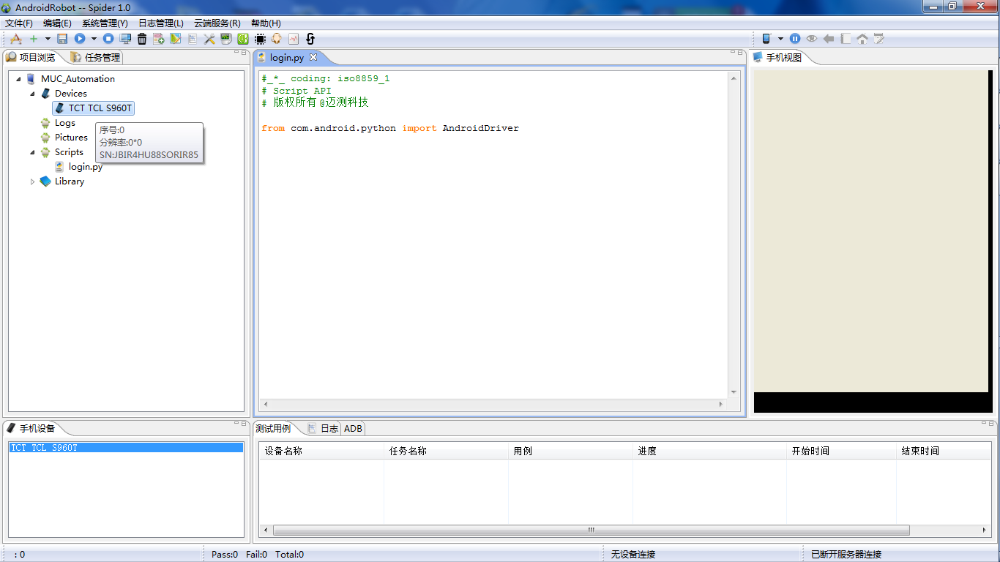 AndroidRobot -- Spider 1.0
文件(F) 编辑(E) 系统管理(Y) 日志管理(L) 云端服务(R) 帮助(H)
项目浏览 任务管理
MUC_Automation
Devices
TCT TCL S960T
Logs
Pictures
Scripts
login.py
Library
序号:0
分辨率:0*0
SN:JBIR4HU88SORIR85
login.py
#_*_ coding: iso8859_1
# Script API
# 版权所有@迈测科技
from com.android.python import AndroidDriver
手机视图
手机设备
TCT TCL S960T
测试用例 日志 ADB
设备名称 任务名称 用例 进度 开始时间 结束时间
: 0 Pass:0 Fail:0 Total:0 无设备连接 已断开服务器连接